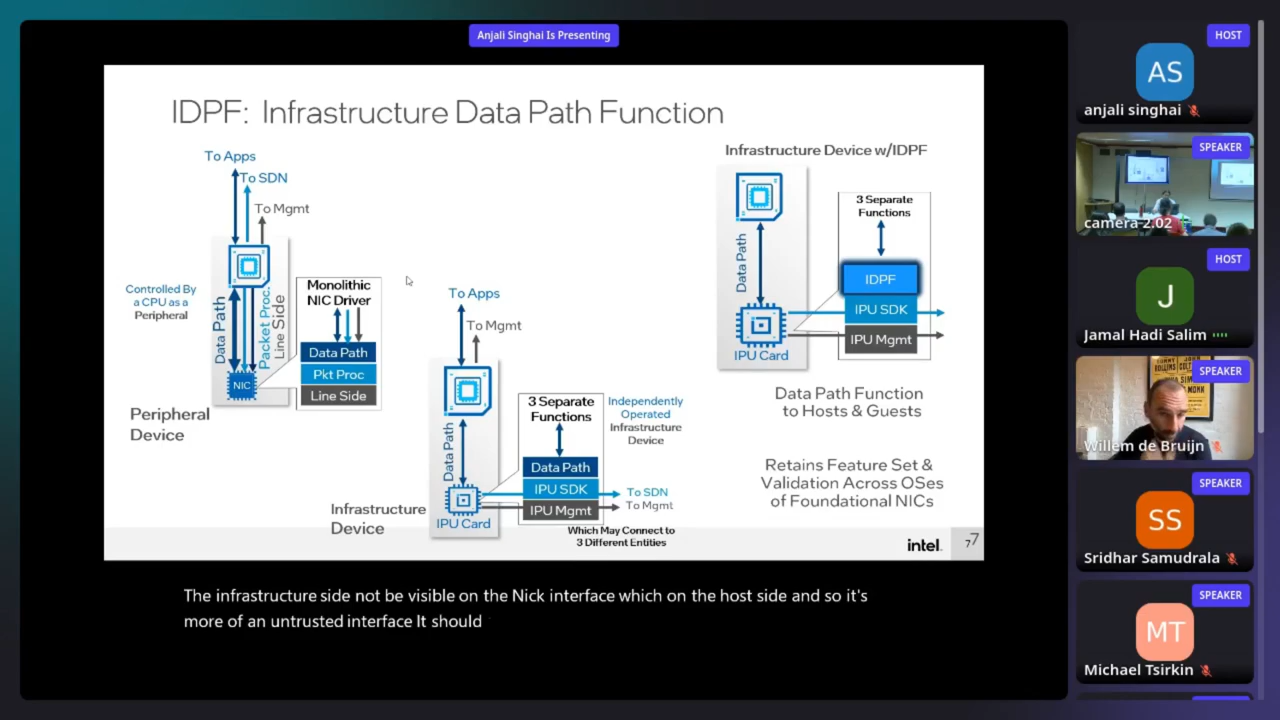 Anjali Singhai Is Presenting
IDPF: Infrastructure Data Path Function
To Apps
To SDN
To Mgmt
Controlled By
a CPU as a
Peripheral
Data Path
Packet Proc.
Line Side
NIC
Monolithic
NIC Driver
Data Path
Pkt Proc
Line Side
Peripheral
Device
To Apps
To Mgmt
Data Path
IPU Card
Infrastructure
Device
3 Separate
Functions
Data Path
IPU SDK
IPU Mgmt
Independently
Operated
Infrastructure
Device
To SDN
To Mgmt
Which May Connect to
3 Different Entities
Infrastructure Device w/IDPF
Data Path
IPU Card
3 Separate
Functions
IDPF
IPU SDK
IPU Mgmt
Data Path Function
to Hosts & Guests
Retains Feature Set &
Validation Across OSes
of Foundational NICs
intel.
77
The infrastructure side not be visible on the Nick interface which on the host side and so it's
more of an untrusted interface It should
HOST
AS
anjali singhai
SPEAKER
camera 2.02
HOST
J
Jamal Hadi Salim
SPEAKER
Willem de Bruijn
SPEAKER
SS
Sridhar Samudrala
SPEAKER
MT
Michael Tsirkin